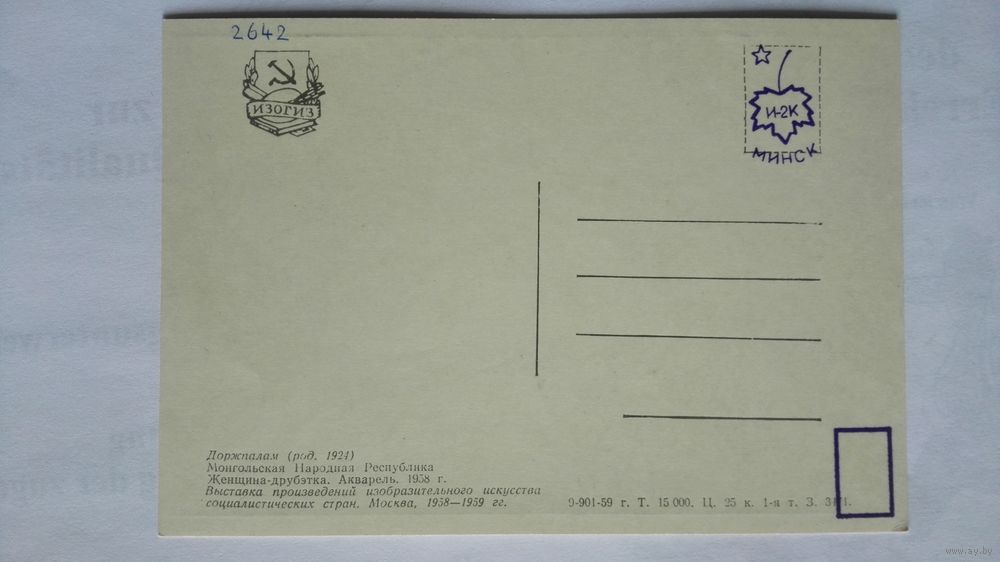 2642
ИЗОГИЗ
И-2К
МИНСК
Доржпалам (род. 1924)
Монгольская Народная Республика
Женщина-друбэтка. Акварель. 1958 г.
Выставка произведений изобразительного искусства
социалистических стран. Москва, 1958—1959 гг.
9-901-59 г. Т. 15 000. Ц. 25 к. 1-я т. З.
www.ay.by